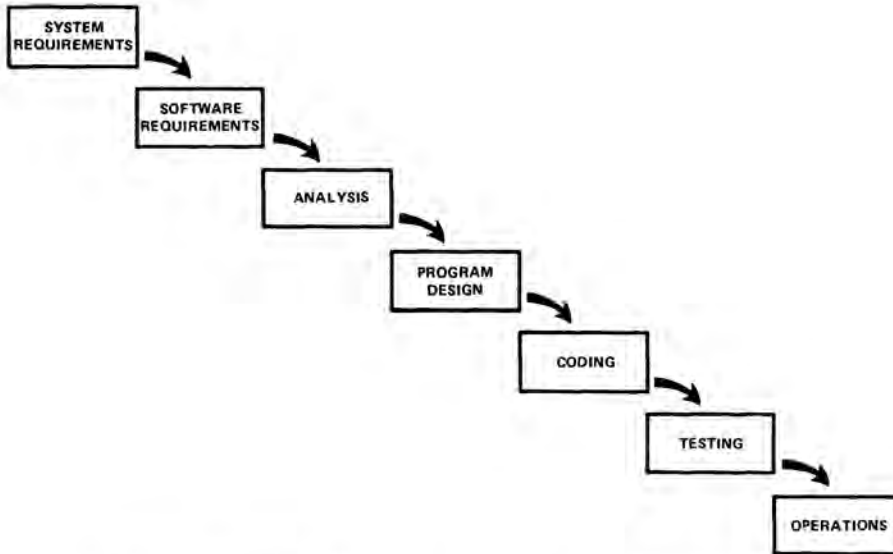 SYSTEM
REQUIREMENTS
SOFTWARE
REQUIREMENTS
ANALYSIS
PROGRAM
DESIGN
CODING
TESTING
OPERATIONS